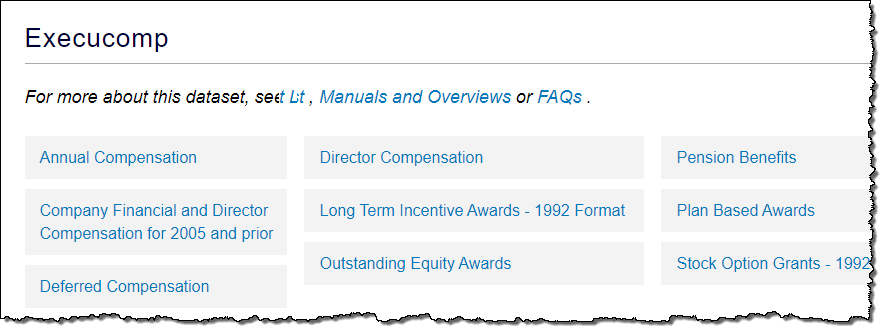 Execucomp
For more about this dataset, see , Manuals and Overviews or FAQs .
Annual Compensation
Director Compensation
Pension Benefits
Company Financial and Director
Compensation for 2005 and prior
Long Term Incentive Awards - 1992 Format
Plan Based Awards
Deferred Compensation
Outstanding Equity Awards
Stock Option Grants - 1992